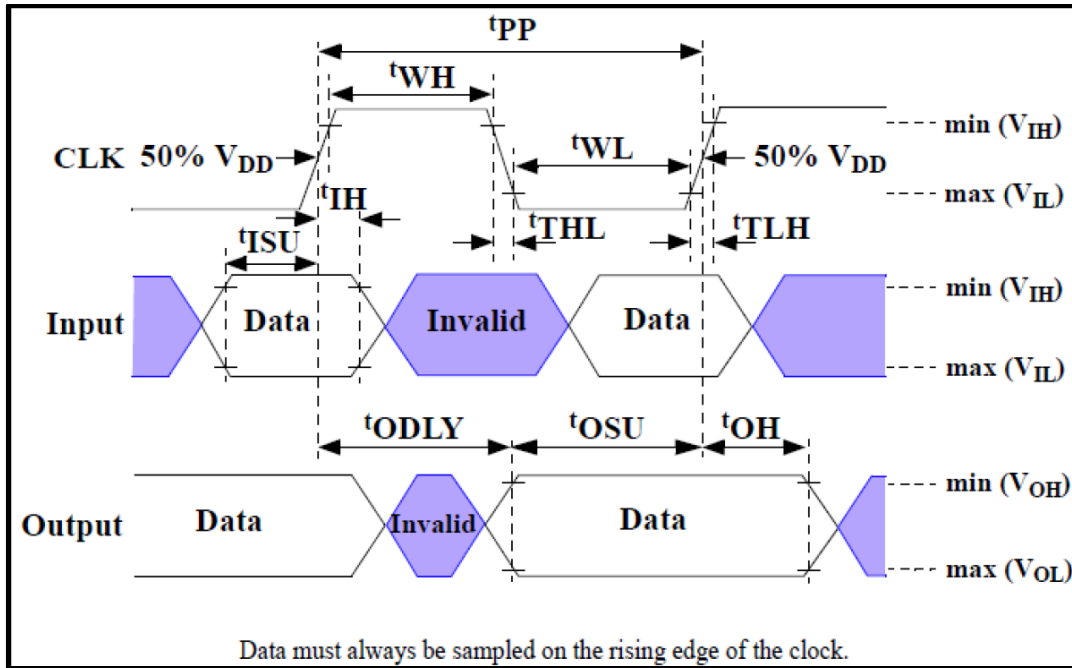 tPP
tWH
min (VIH)
CLK 50% VDD
tWL
50% VDD
tIH
max (VIL)
tISU
tTHL
tTLH
min (VIH)
Input
Data
Invalid
Data
max (VIL)
tODLY
tOSU
tOH
min (VOH)
Output
Data
Invalid
Data
max (VOL)
Data must always be sampled on the rising edge of the clock.